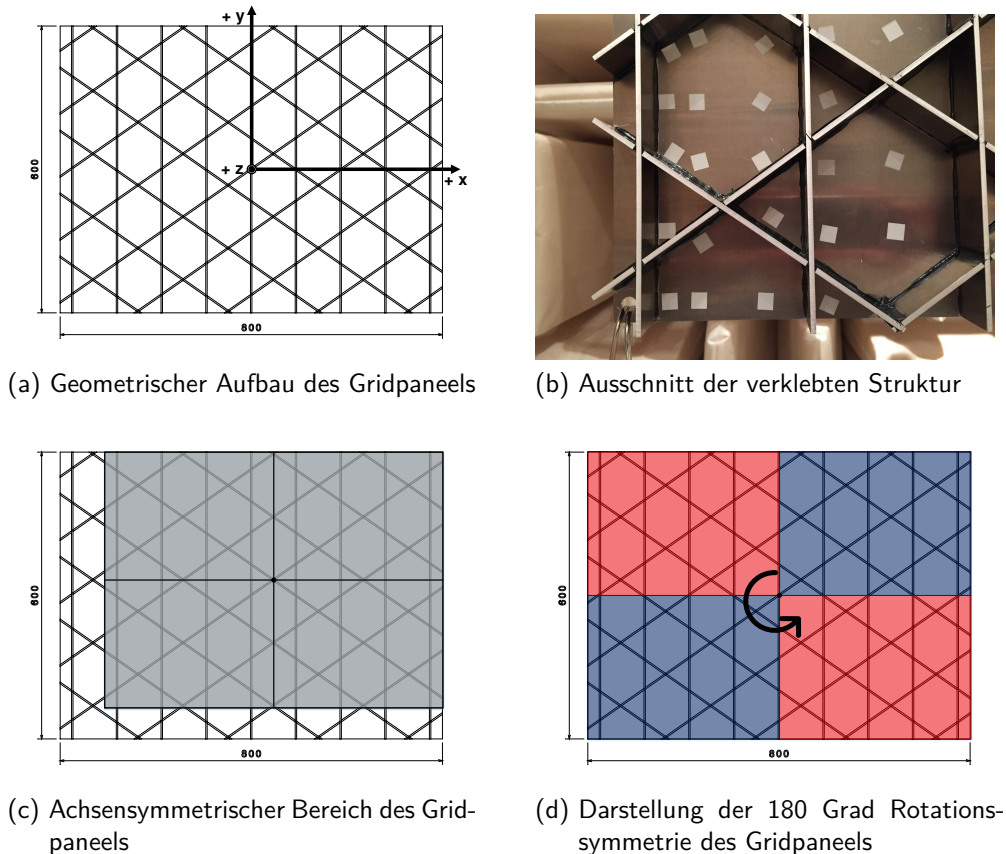 + y
600
+ z
+ x
800
(a) Geometrischer Aufbau des Gridpaneels
(b) Ausschnitt der verklebten Struktur
600
800
600
800
(c) Achsensymmetrischer Bereich des Grid-
paneels
(d) Darstellung der 180 Grad Rotations-
symmetrie des Gridpaneels